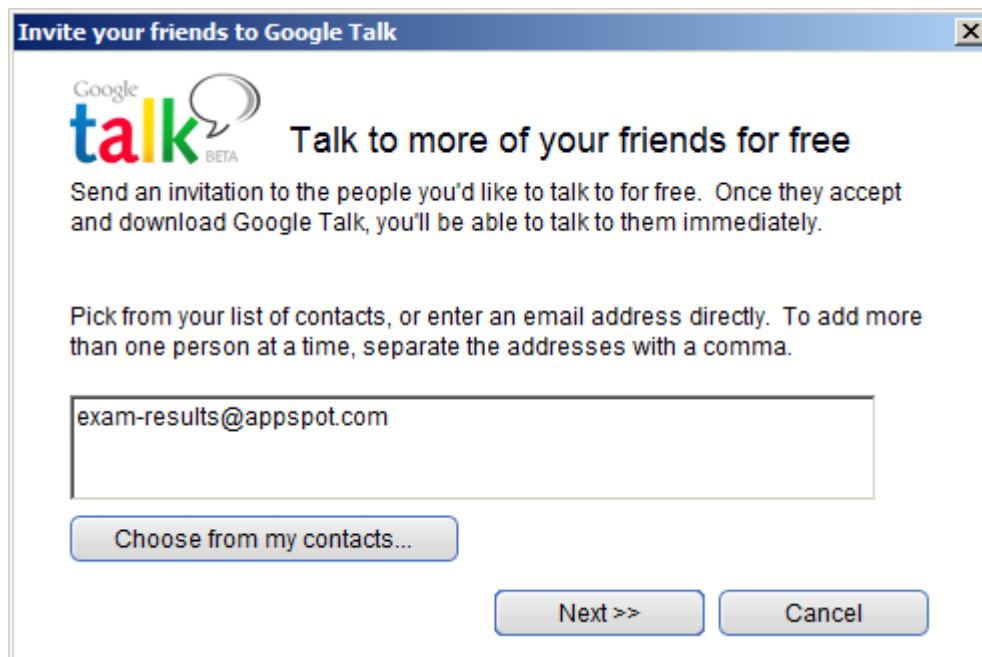 Invite your friends to Google Talk
Google
talk
BETA
Talk to more of your friends for free
Send an invitation to the people you'd like to talk to for free.  Once they accept
and download Google Talk, you'll be able to talk to them immediately.
Pick from your list of contacts, or enter an email address directly.  To add more
than one person at a time, separate the addresses with a comma.
exam-results@appspot.com
Choose from my contacts...
Next >>
Cancel